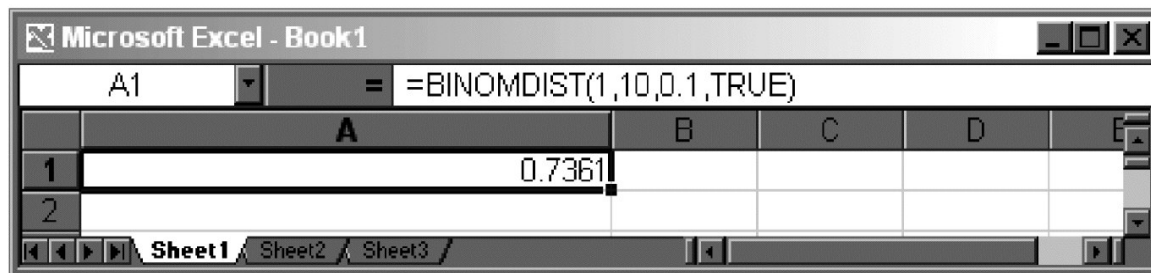 Microsoft Excel - Book1
A1 = =BINOMDIST(1,10,0.1,TRUE)
A B C D E
1 0.7361
2
Sheet1 Sheet2 Sheet3